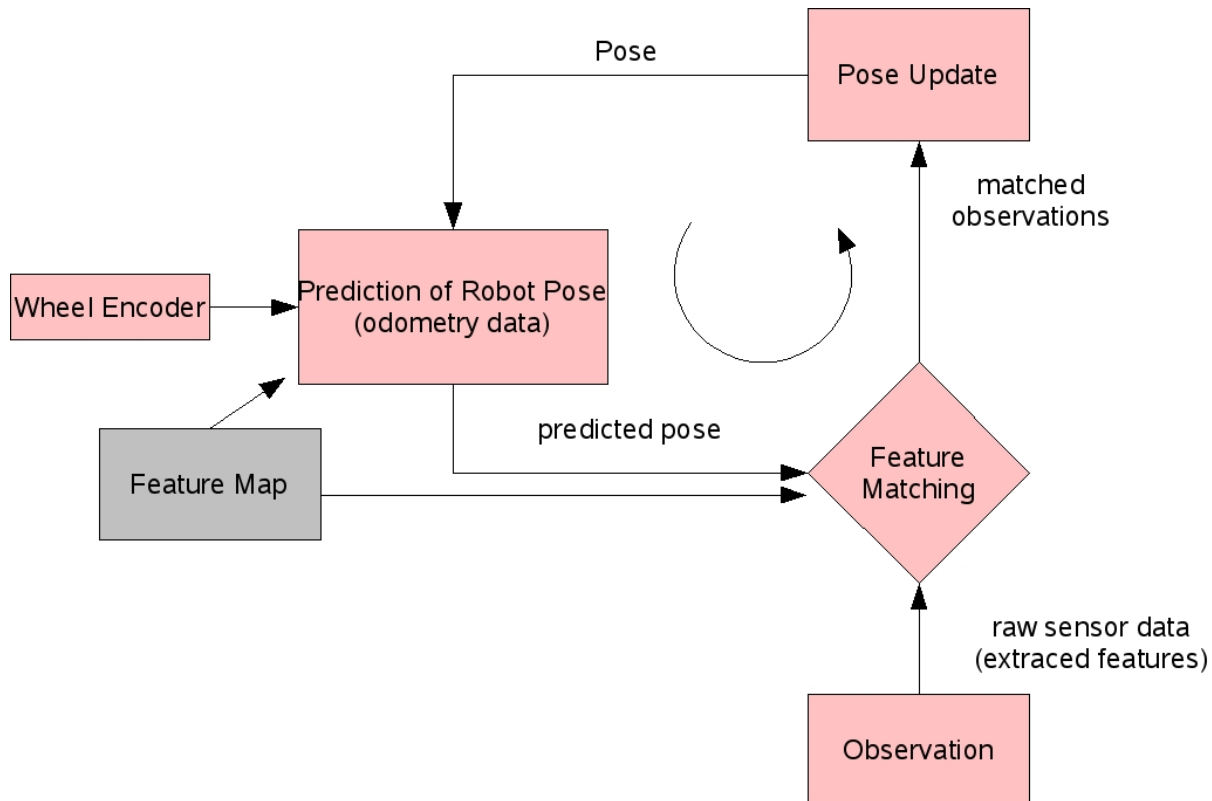 Pose
Pose Update
matched
observations
Wheel Encoder
Prediction of Robot Pose
(odometry data)
predicted pose
Feature Map
Feature
Matching
raw sensor data
(extraced features)
Observation